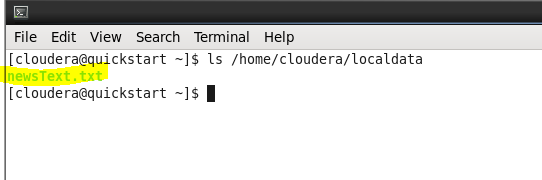 File Edit View Search Terminal Help
[cloudera@quickstart ~]$ ls /home/cloudera/localdata
newsText.txt
[cloudera@quickstart ~]$